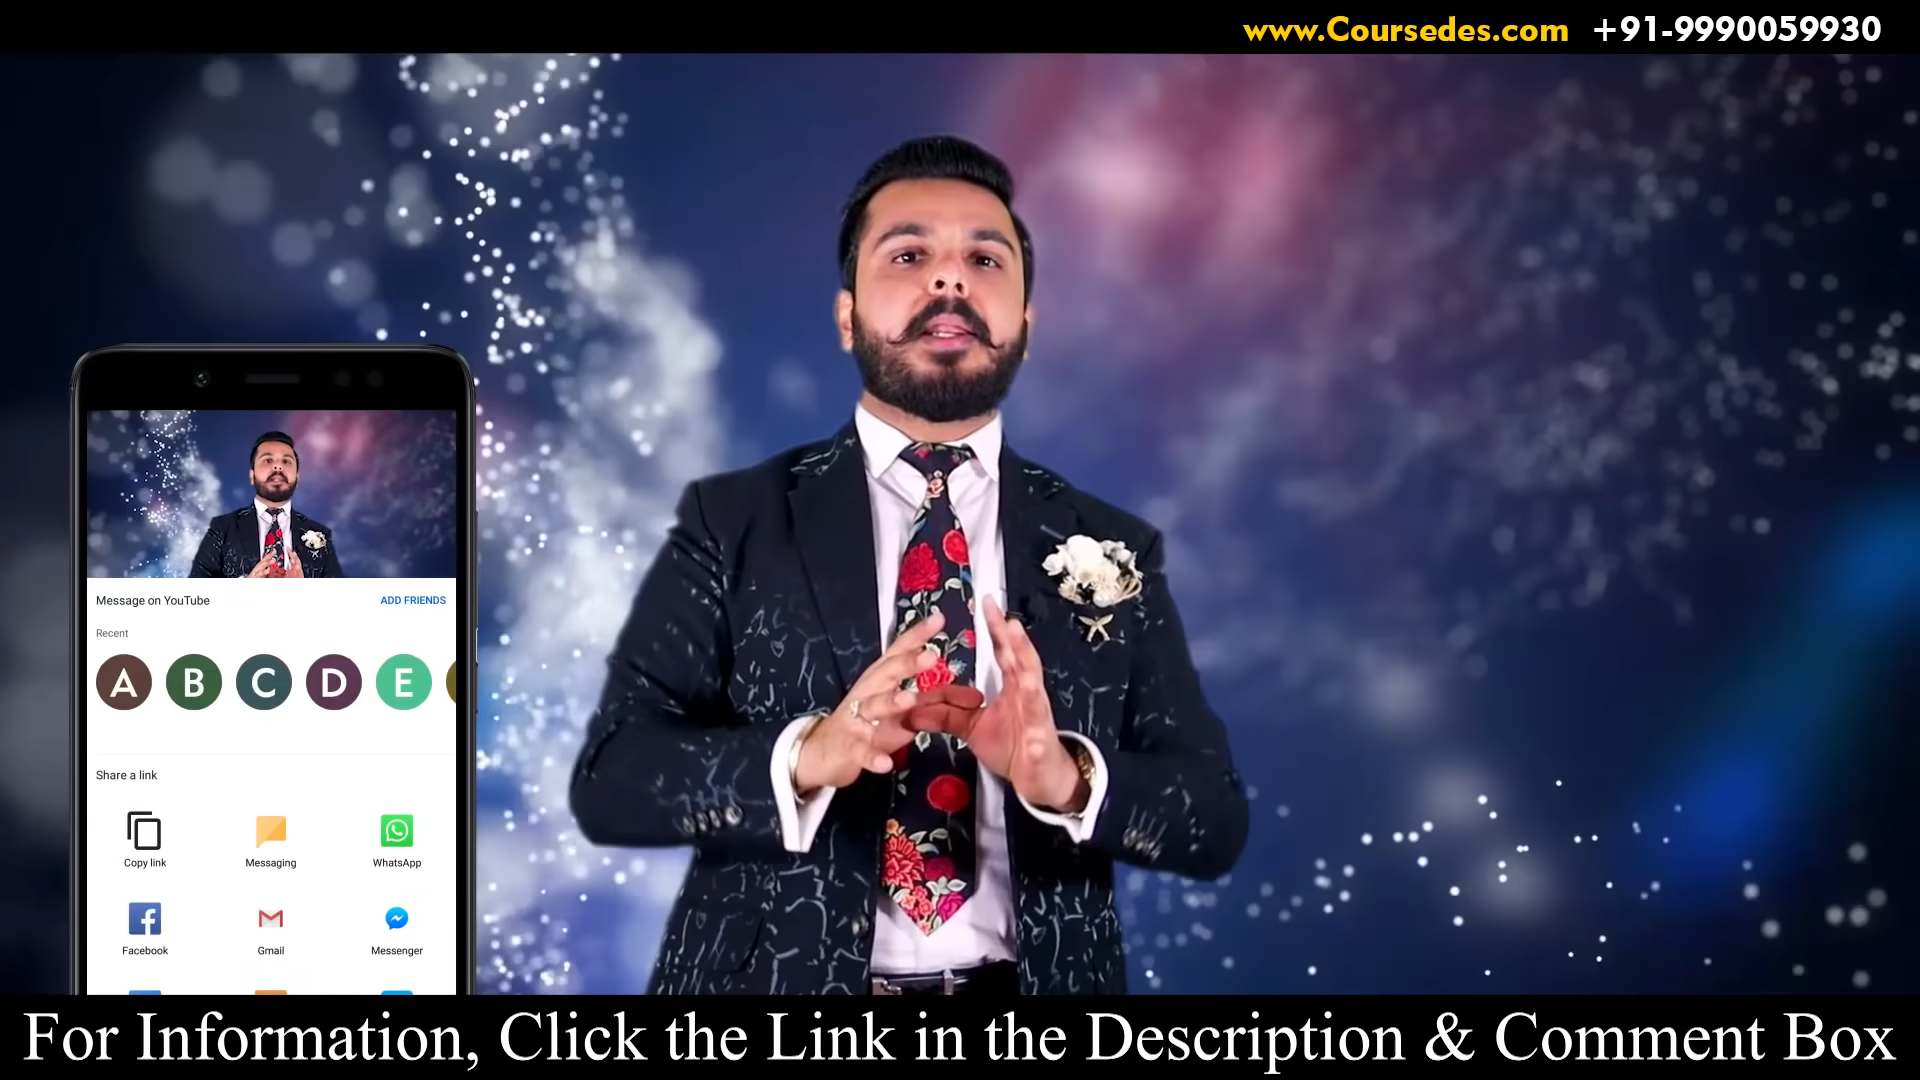 www.Coursedes.com +91-9990059930
Message on YouTube ADD FRIENDS
Recent
A B C D E
Share a link
Copy link Messaging WhatsApp
Facebook Gmail Messenger
For Information, Click the Link in the Description & Comment Box